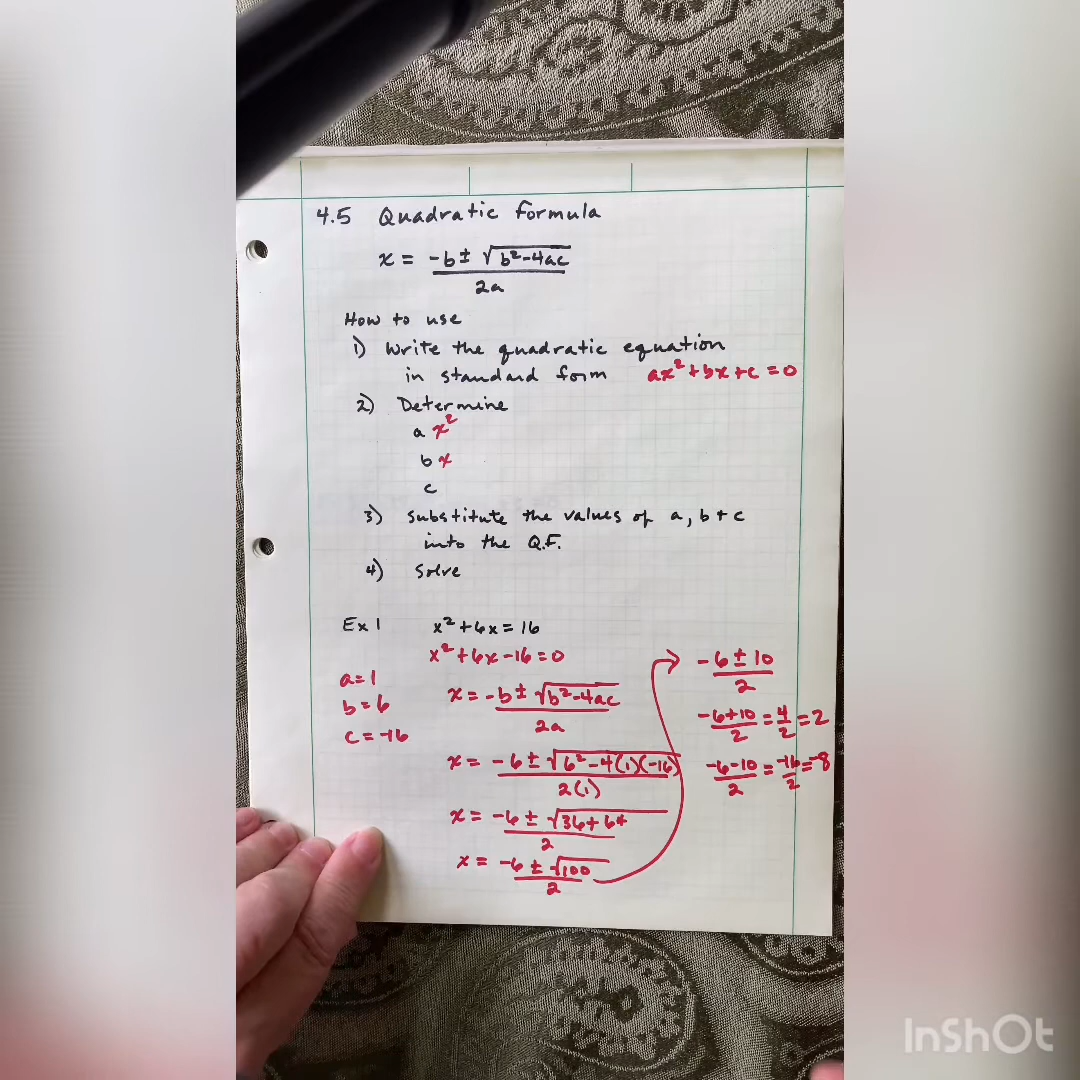 4.5 Quadratic Formula
x = -b ± √b²-4ac / 2a
How to use
1) Write the quadratic equation
in standard form ax² + bx + c = 0
2) Determine
a x²
b x
c
3) Substitute the values of a, b + c
into the Q.F.
4) Solve
Ex 1 x² + 6x = 16
x² + 6x - 16 = 0
a = 1
b = 6
c = -16
x = -b ± √b²-4ac / 2a
x = -6 ± √6²-4(1)(-16) / 2(1)
x = -6 ± √36+64 / 2
x = -6 ± √100 / 2
-6 ± 10 / 2
-6+10 / 2 = 4/2 = 2
-6-10 / 2 = -16/2 = -8
InShOt